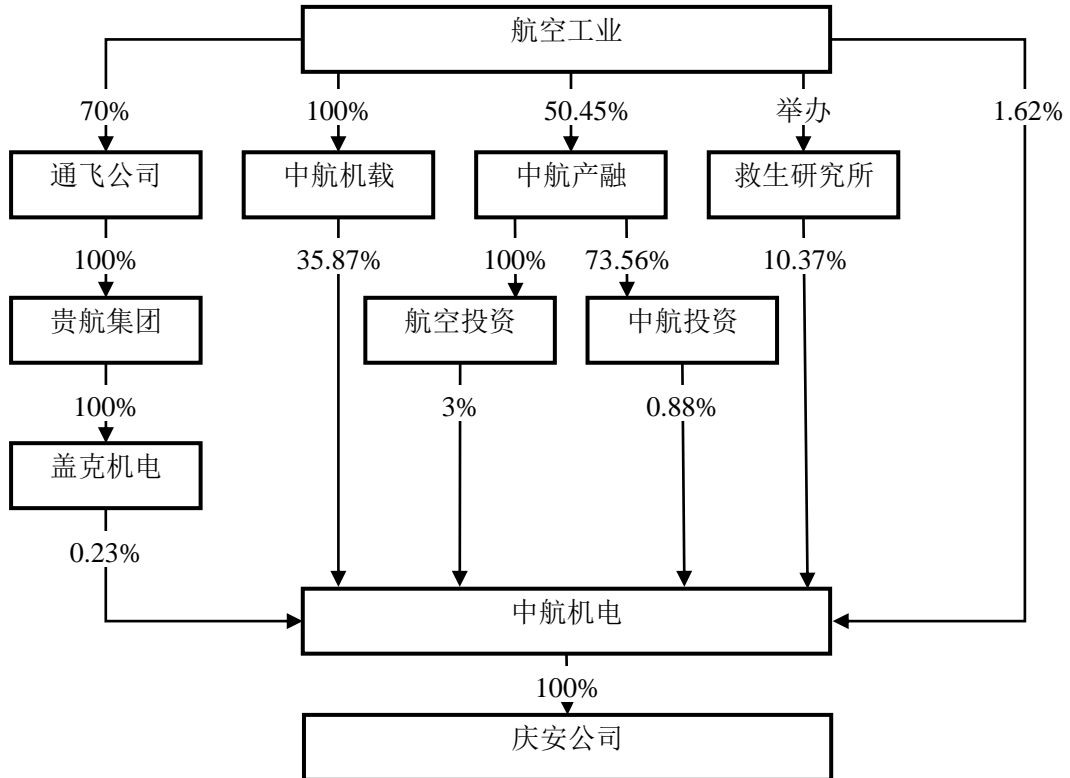 航空工业
70%
100%
50.45%
举办
1.62%
通飞公司
中航机载
中航产融
救生研究所
100%
35.87%
100%
73.56%
10.37%
贵航集团
航空投资
中航投资
100%
3%
0.88%
盖克机电
0.23%
中航机电
100%
庆安公司